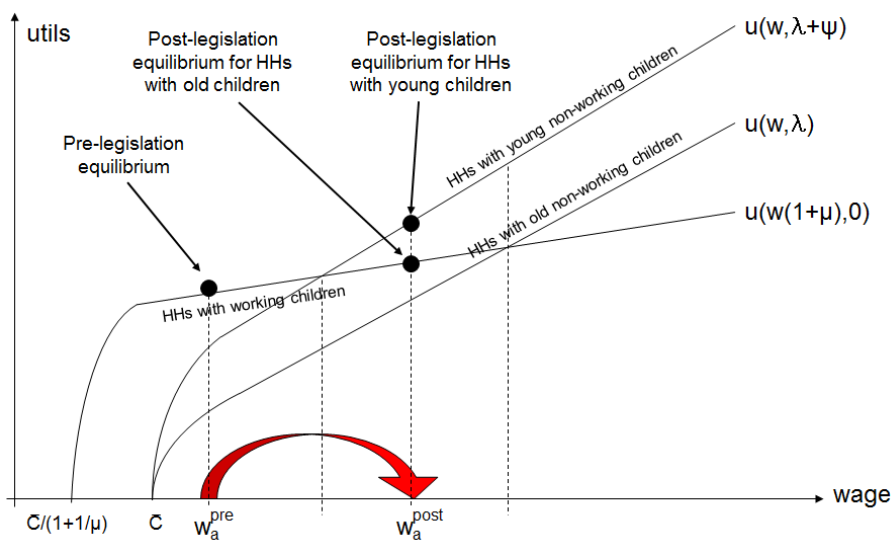 utils
Post-legislation
equilibrium for HHs
with old children
Post-legislation
equilibrium for HHs
with young children
Pre-legislation
equilibrium
HHs with young non-working children
HHs with old non-working children
HHs with working children
u(w,λ+ψ)
u(w,λ)
u(w(1+μ),0)
C̄/(1+1/μ)
C̄
w_a^pre
w_a^post
wage